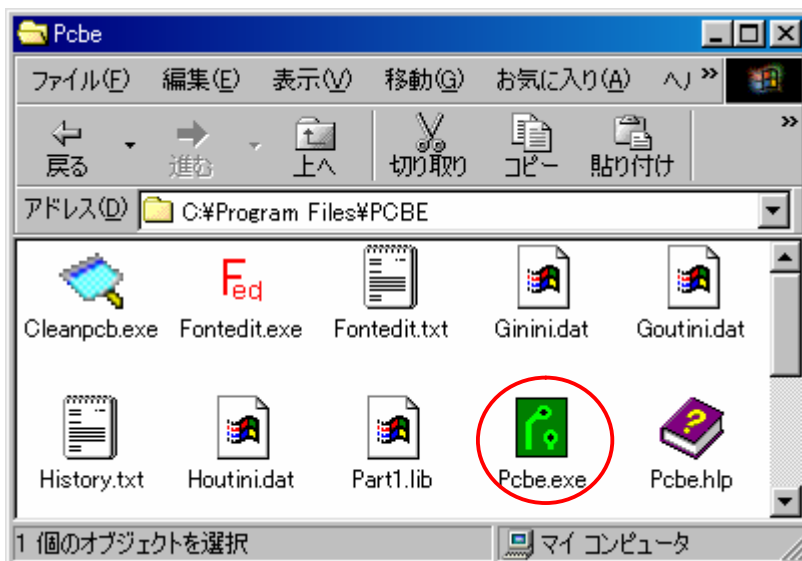 Pcbe
ファイル(F) 編集(E) 表示(V) 移動(G) お気に入り(A) ヘル »
戻る 進む 上へ 切り取り コピー 貼り付け »
アドレス(D) C:¥Program Files¥PCBE
Cleanpcb.exe Fontedit.exe Fontedit.txt Ginini.dat Goutini.dat
Fed
History.txt Houtini.dat Part1.lib Pcbe.exe Pcbe.hlp
1 個のオブジェクトを選択 マイ コンピュータ